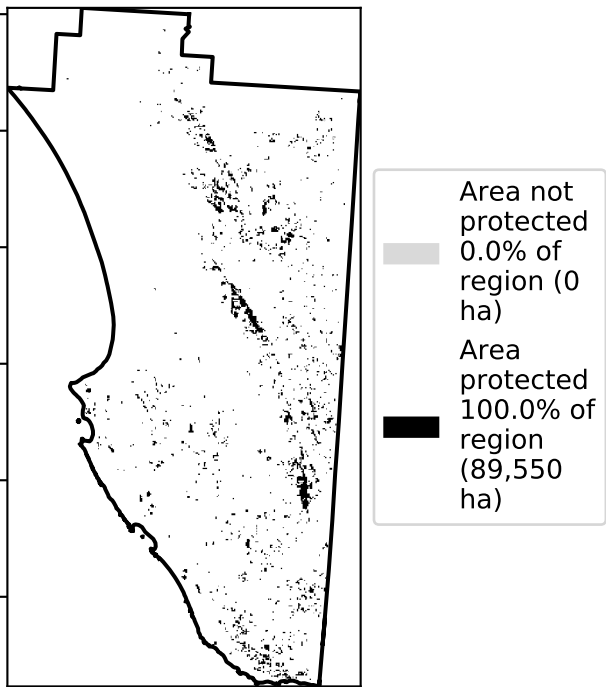 Area not
protected
0.0% of
region (0
ha)
Area
protected
100.0% of
region
(89,550
ha)